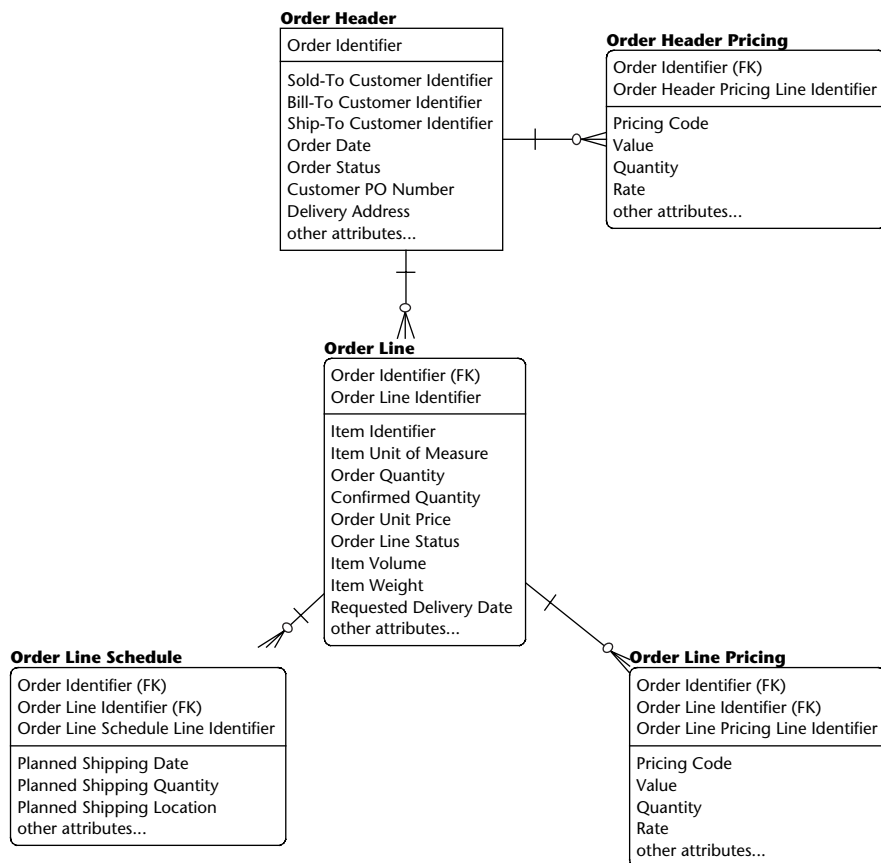 Order Header
Order Identifier
Sold-To Customer Identifier
Bill-To Customer Identifier
Ship-To Customer Identifier
Order Date
Order Status
Customer PO Number
Delivery Address
other attributes...
Order Header Pricing
Order Identifier (FK)
Order Header Pricing Line Identifier
Pricing Code
Value
Quantity
Rate
other attributes...
Order Line
Order Identifier (FK)
Order Line Identifier
Item Identifier
Item Unit of Measure
Order Quantity
Confirmed Quantity
Order Unit Price
Order Line Status
Item Volume
Item Weight
Requested Delivery Date
other attributes...
Order Line Schedule
Order Identifier (FK)
Order Line Identifier (FK)
Order Line Schedule Line Identifier
Planned Shipping Date
Planned Shipping Quantity
Planned Shipping Location
other attributes...
Order Line Pricing
Order Identifier (FK)
Order Line Identifier (FK)
Order Line Pricing Line Identifier
Pricing Code
Value
Quantity
Rate
other attributes...